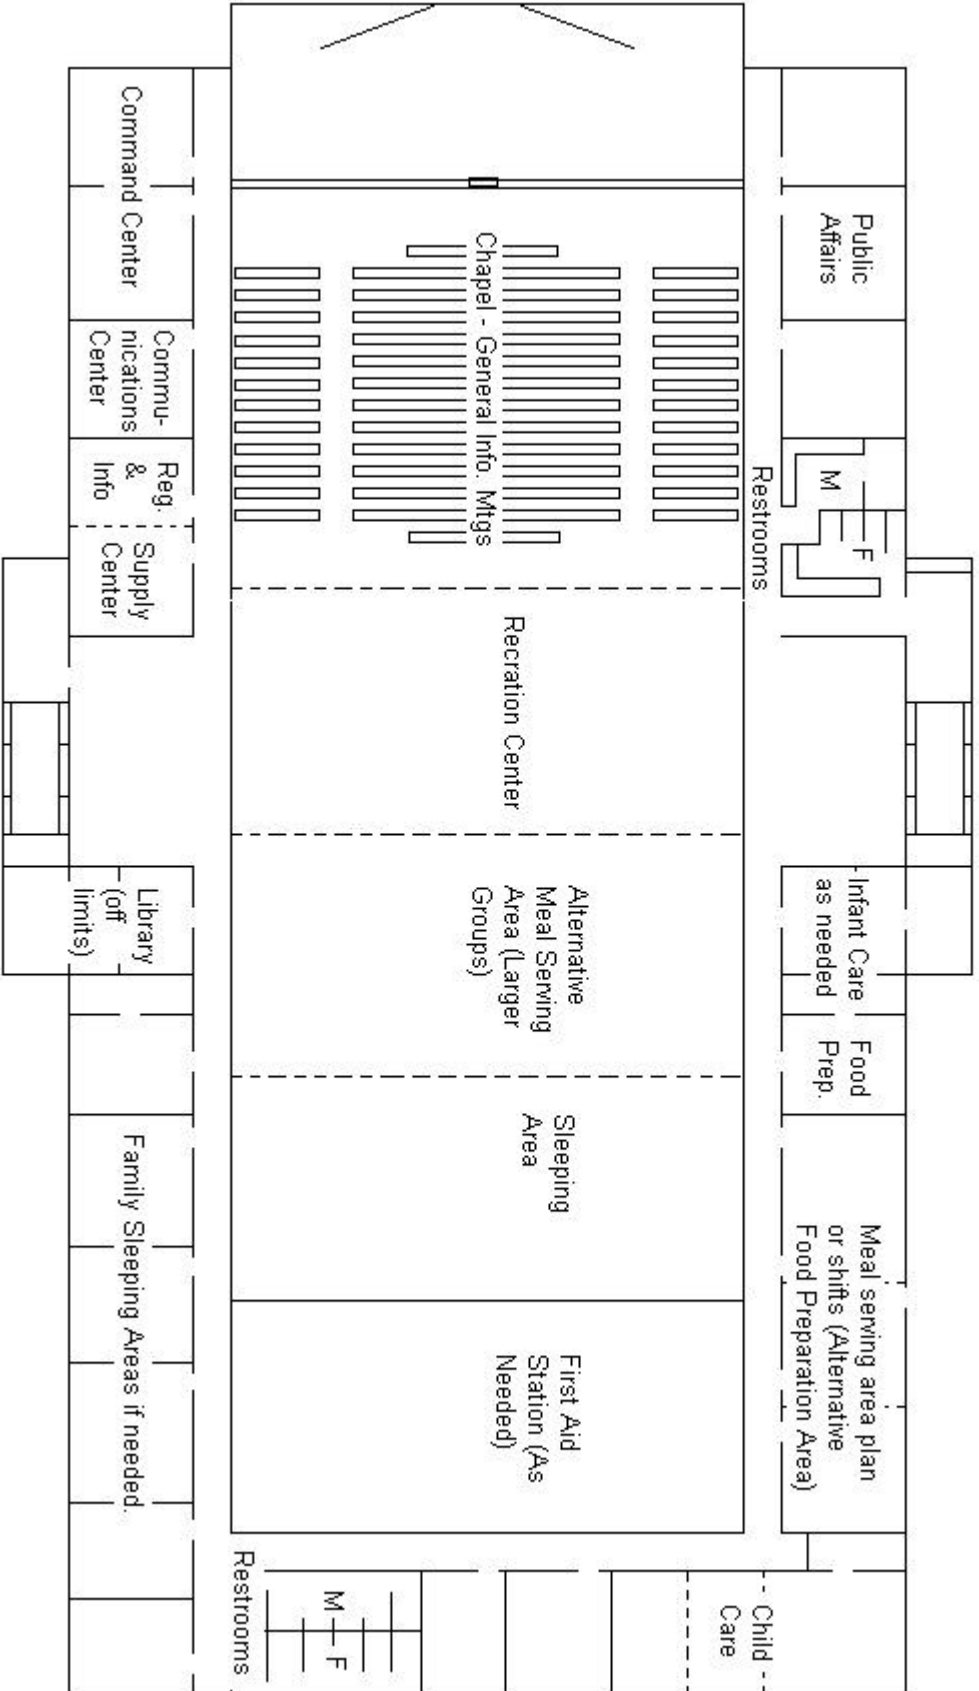 Command Center
Commu-
nications
Center
Reg.
&
Info
Supply
Center
Library
(off
limits)
Family Sleeping Areas if needed.
Chapel - General Info. Mtgs
Recration Center
Alternative
Meal Serving
Area (Larger
Groups)
Sleeping
Area
First Aid
Station (As
Needed)
Restrooms
M
F
Public
Affairs
Restrooms
M
F
Infant Care
as needed
Food
Prep.
Meal serving area plan
or shifts (Alternative
Food Preparation Area)
Child
Care